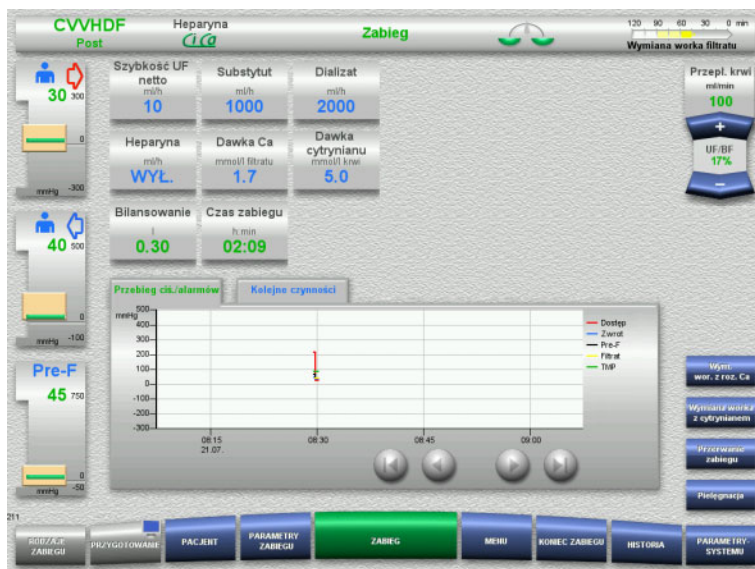 CVVHDF
Post
Heparyna
CiCa
Zabieg
120 90 60 30 0 min
Wymiana worka filtratu
30
300
0
mmHg
-300
40
500
0
mmHg
-100
Pre-F
45
750
0
mmHg
-50
Szybkość UF
netto
ml/h
10
Substytut
ml/h
1000
Dializat
ml/h
2000
Heparyna
ml/h
WYŁ.
Dawka Ca
mmol/l filtratu
1.7
Dawka
cytrynianu
mmol/l krwi
5.0
Bilansowanie
l
0.30
Czas zabiegu
h:min
02:09
Przepł. krwi
ml/min
100
+
UF/BF
17%
–
Przebieg ciś./alarmów
Kolejne czynności
mmHg
500
400
300
200
100
0
-100
-200
-300
08:15
21.07.
08:30
08:45
09:00
Dostęp
Zwrot
Pre-F
Filtrat
TMP
Wym.
wor. z roz. Ca
Wymiana worka
z cytrynianem
Przerwanie
zabiegu
Pielęgnacja
211
RODZAJE
ZABIEGU
PRZYGOTOWANIE
PACJENT
PARAMETRY
ZABIEGU
ZABIEG
MENU
KONIEC ZABIEGU
HISTORIA
PARAMETRY-
SYSTEMU